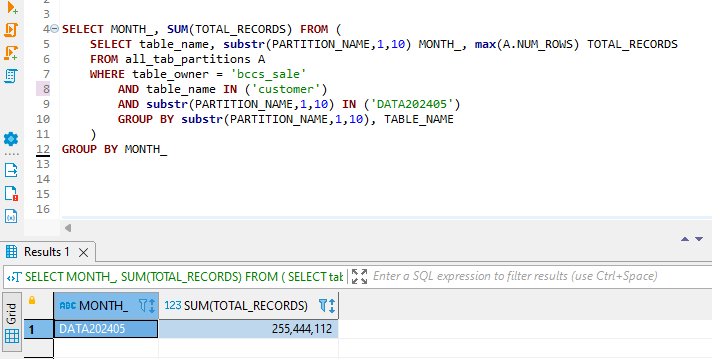 2
3
4 SELECT MONTH_, SUM(TOTAL_RECORDS) FROM (
5 SELECT table_name, substr(PARTITION_NAME,1,10) MONTH_, max(A.NUM_ROWS) TOTAL_RECORDS
6 FROM all_tab_partitions A
7 WHERE table_owner = 'bccs_sale'
8 AND table_name IN ('customer')
9 AND substr(PARTITION_NAME,1,10) IN ('DATA202405')
10 GROUP BY substr(PARTITION_NAME,1,10), TABLE_NAME
11 )
12 GROUP BY MONTH_
13
14
15
16
Results 1
SELECT MONTH_, SUM(TOTAL_RECORDS) FROM ( SELECT tab Enter a SQL expression to filter results (use Ctrl+Space)
Grid
ABC MONTH_ 123 SUM(TOTAL_RECORDS)
1 DATA202405 255,444,112